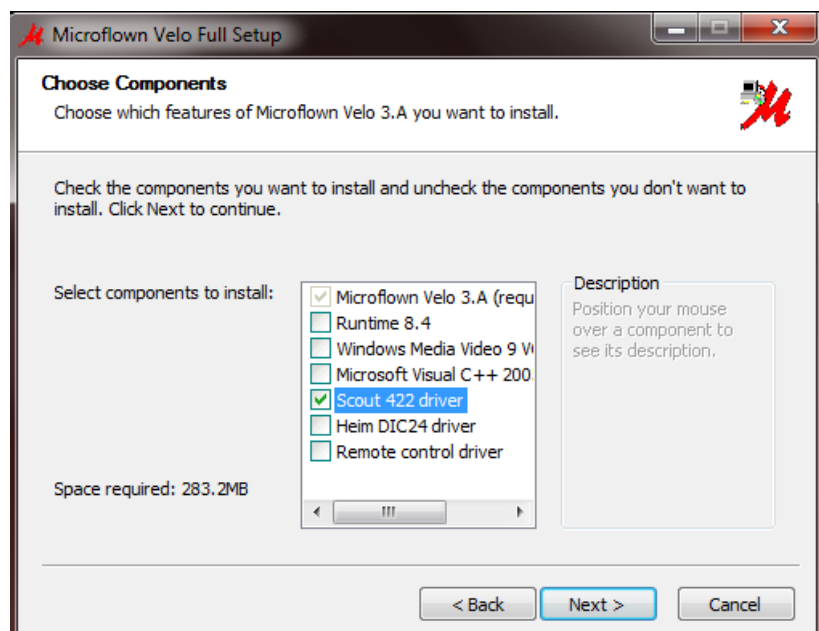 Microflown Velo Full Setup
Choose Components
Choose which features of Microflown Velo 3.A you want to install.
Check the components you want to install and uncheck the components you don't want to
install. Click Next to continue.
Select components to install:
Microflown Velo 3.A (requ
Runtime 8.4
Windows Media Video 9 V
Microsoft Visual C++ 200
Scout 422 driver
Heim DIC24 driver
Remote control driver
Description
Position your mouse
over a component to
see its description.
Space required: 283.2MB
< Back
Next >
Cancel